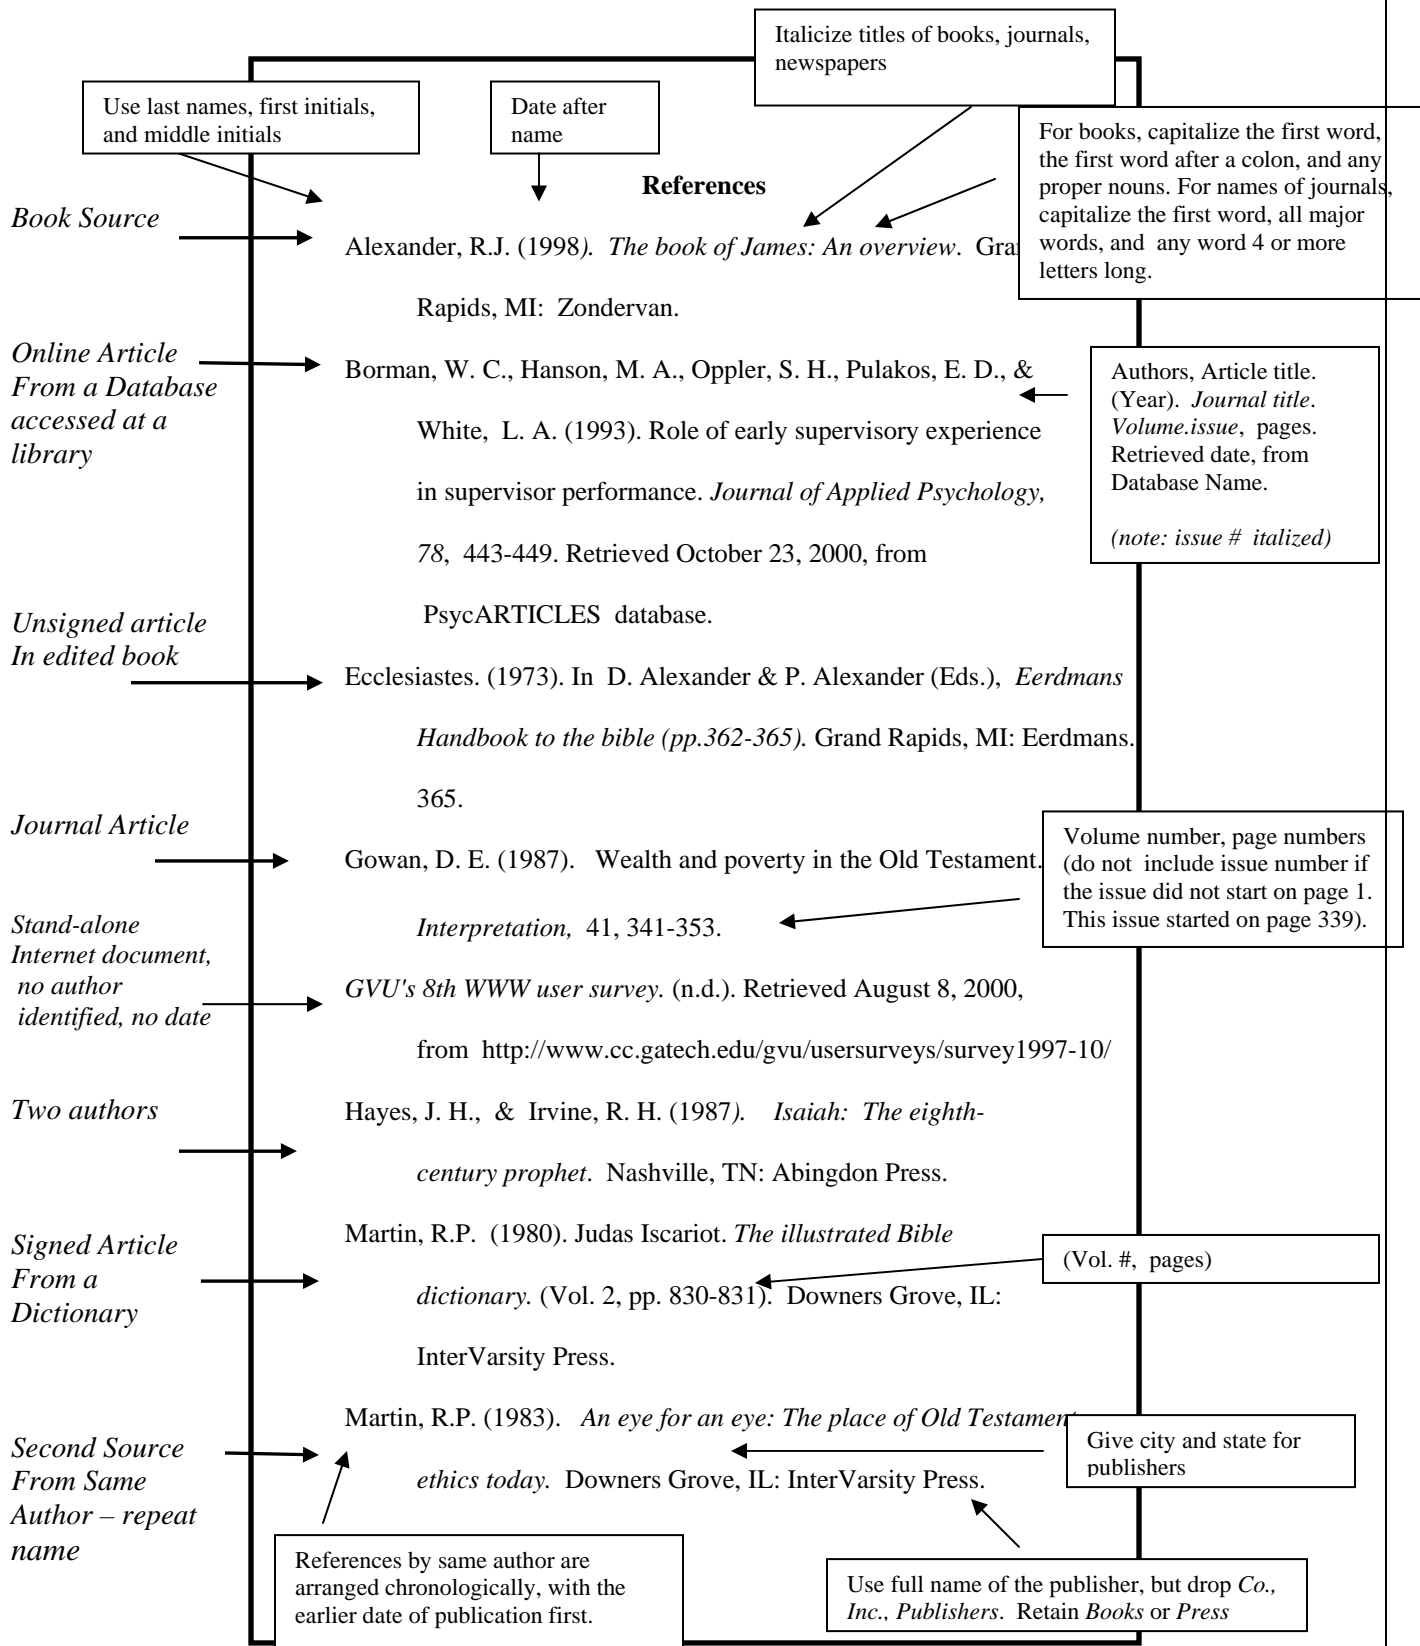 Italicize titles of books, journals,
newspapers
Use last names, first initials,
and middle initials
Date after
name
For books, capitalize the first word,
the first word after a colon, and any
proper nouns. For names of journals,
capitalize the first word, all major
words, and any word 4 or more
letters long.
References
Book Source
Alexander, R.J. (1998). The book of James: An overview. Gran
Rapids, MI: Zondervan.
Online Article
From a Database
accessed at a
library
Borman, W. C., Hanson, M. A., Oppler, S. H., Pulakos, E. D., &
White, L. A. (1993). Role of early supervisory experience
in supervisor performance. Journal of Applied Psychology,
78, 443-449. Retrieved October 23, 2000, from
PsycARTICLES database.
Authors, Article title.
(Year). Journal title.
Volume.issue, pages.
Retrieved date, from
Database Name.
(note: issue # italized)
Unsigned article
In edited book
Ecclesiastes. (1973). In D. Alexander & P. Alexander (Eds.), Eerdmans
Handbook to the bible (pp.362-365). Grand Rapids, MI: Eerdmans.
365.
Journal Article
Gowan, D. E. (1987). Wealth and poverty in the Old Testament.
Interpretation, 41, 341-353.
Volume number, page numbers
(do not include issue number if
the issue did not start on page 1.
This issue started on page 339).
Stand-alone
Internet document,
no author
identified, no date
GVU's 8th WWW user survey. (n.d.). Retrieved August 8, 2000,
from http://www.cc.gatech.edu/gvu/usersurveys/survey1997-10/
Two authors
Hayes, J. H., & Irvine, R. H. (1987). Isaiah: The eighth-
century prophet. Nashville, TN: Abingdon Press.
Signed Article
From a
Dictionary
Martin, R.P. (1980). Judas Iscariot. The illustrated Bible
dictionary. (Vol. 2, pp. 830-831). Downers Grove, IL:
InterVarsity Press.
(Vol. #, pages)
Second Source
From Same
Author – repeat
name
Martin, R.P. (1983). An eye for an eye: The place of Old Testament
ethics today. Downers Grove, IL: InterVarsity Press.
Give city and state for
publishers
References by same author are
arranged chronologically, with the
earlier date of publication first.
Use full name of the publisher, but drop Co.,
Inc., Publishers. Retain Books or Press